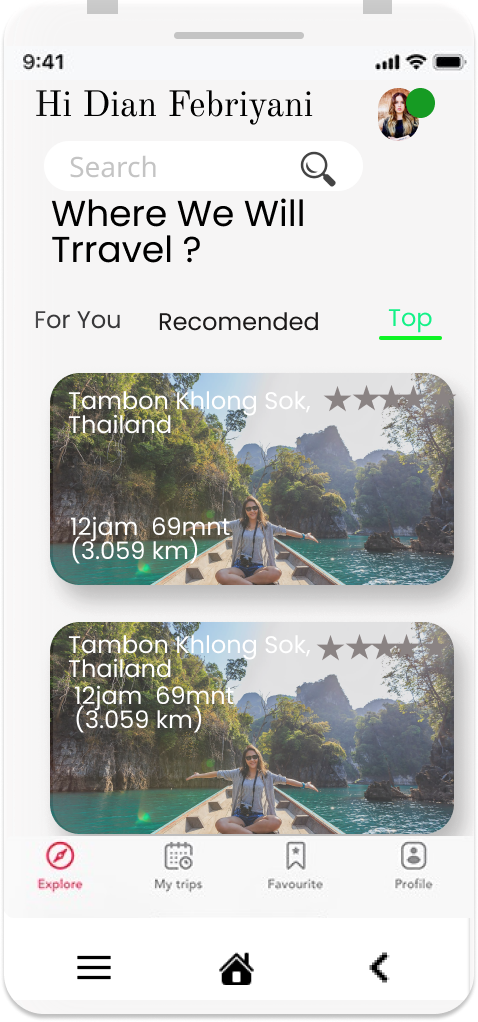 9:41
Hi Dian Febriyani
Search
Where We Will
Trravel ?
For You Recomended Top
Tambon Khlong Sok,
Thailand
12jam 69mnt
(3.059 km)
Tambon Khlong Sok,
Thailand
12jam 69mnt
(3.059 km)
Explore My trips Favourite Profile